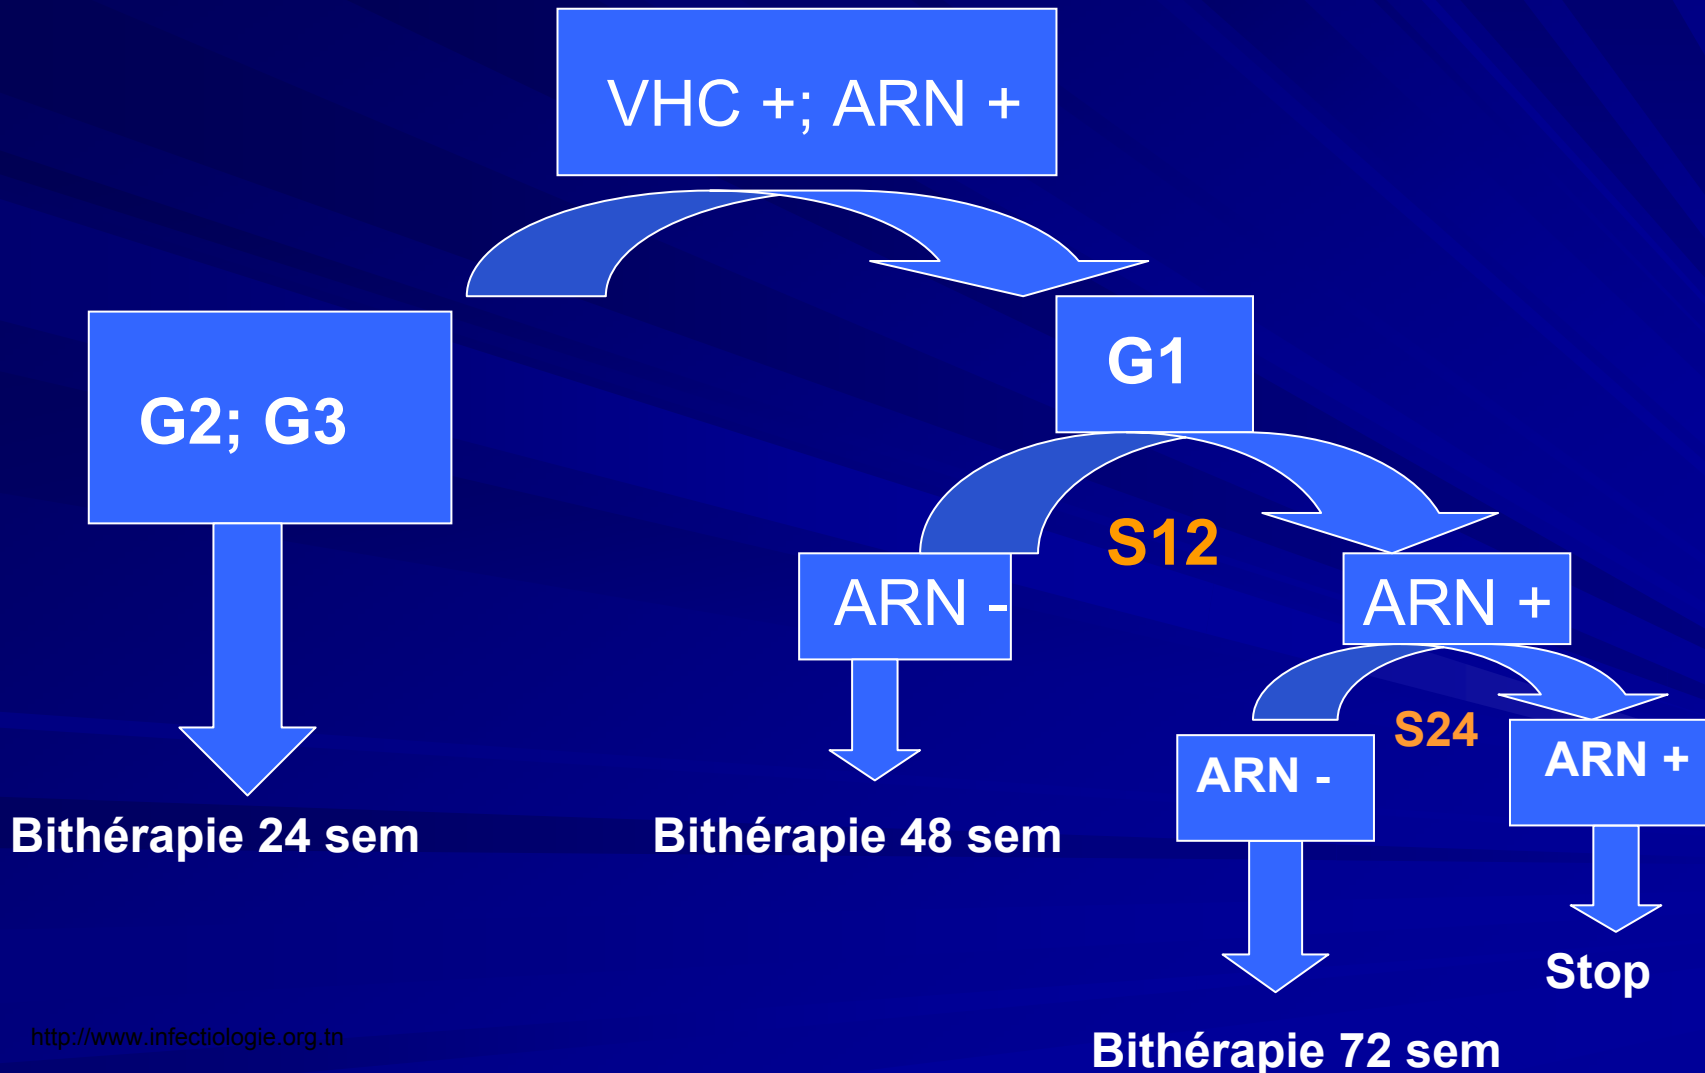 VHC +; ARN +
G1
G2; G3
S12
ARN -
ARN +
S24
ARN -
ARN +
Bithérapie 24 sem
Bithérapie 48 sem
Stop
http://www.infectiologie.org.tn
Bithérapie 72 sem